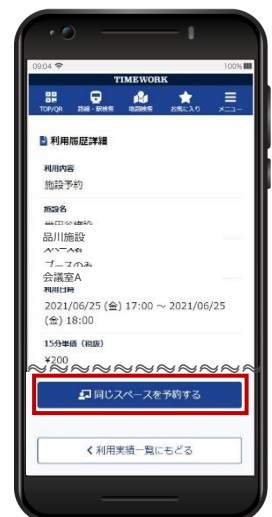 09:04
100%
TIMEWORK
TOP/QR 路線・駅検索 地図検索 お気に入り メニュー
利用履歴詳細
利用内容
施設予約
施設名
品川施設
スペース名
ブースのみ
会議室A
利用日時
2021/06/25 (金) 17:00 ~ 2021/06/25
(金) 18:00
15分単価（税抜）
¥200
同じスペースを予約する
利用実績一覧にもどる